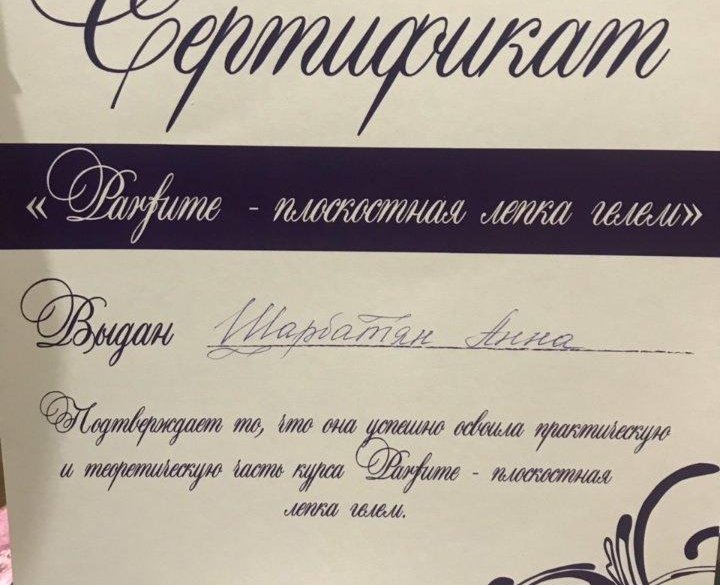 Сертификат
«Parfume - плоскостная лепка гелем»
Выдан Шарбатян Анна
Подтверждает то, что она успешно освоила практическую
и теоретическую часть курса Parfume - плоскостная
лепка гелем.